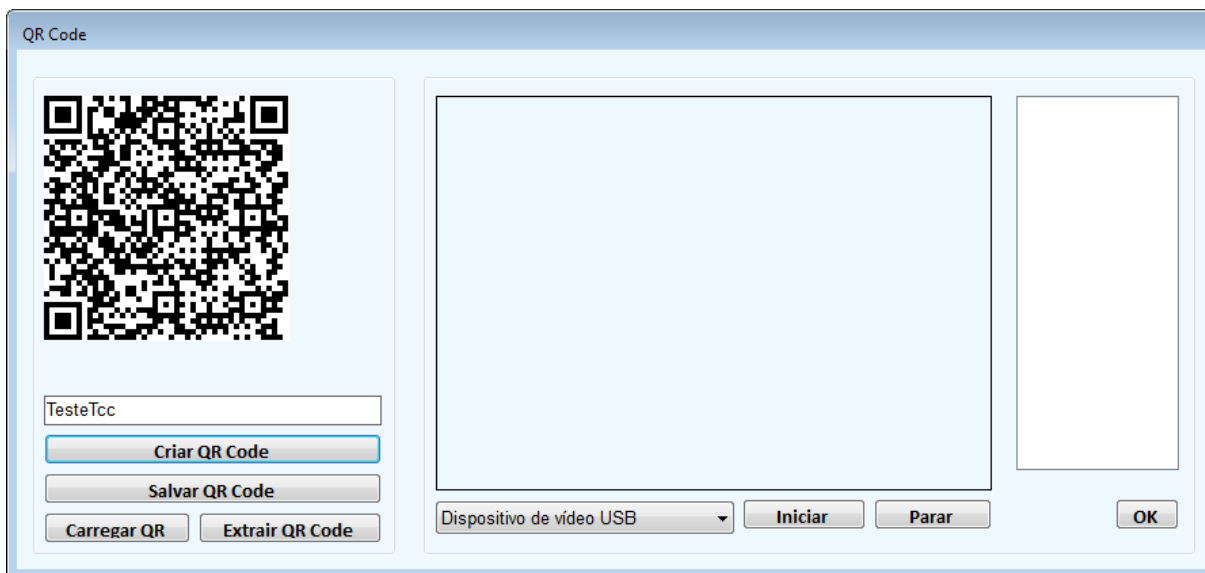 QR Code
TesteTcc
Criar QR Code
Salvar QR Code
Carregar QR
Extrair QR Code
Dispositivo de vídeo USB
Iniciar
Parar
OK